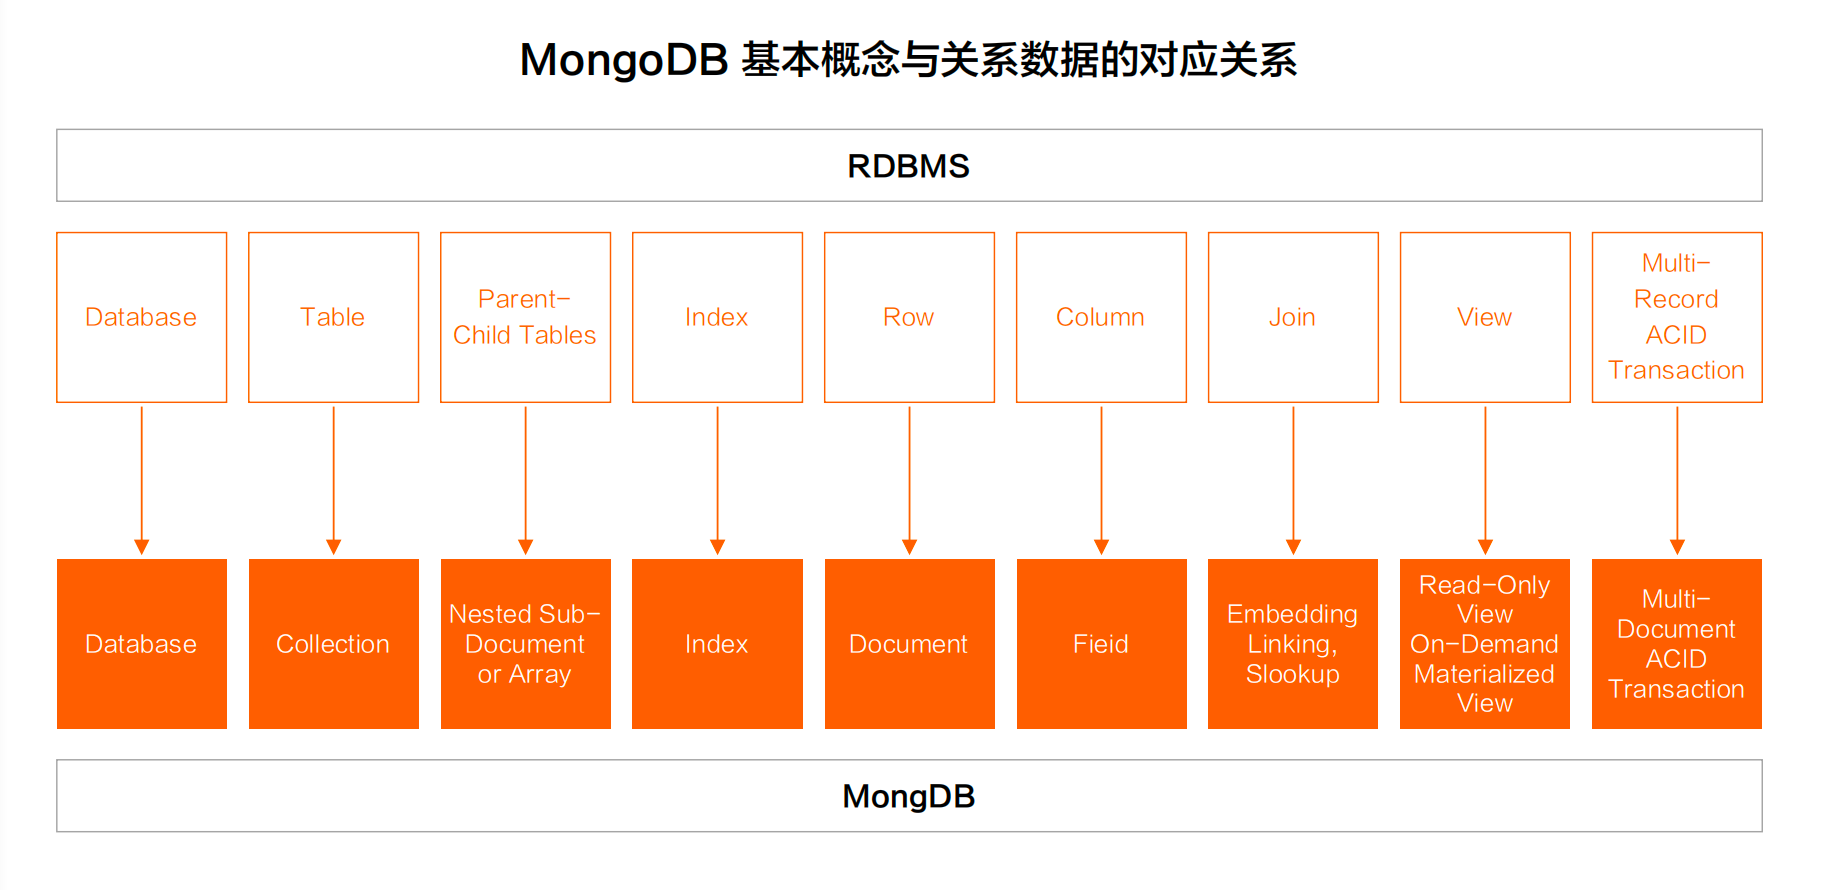 MongoDB 基本概念与关系数据的对应关系
RDBMS
Database
Table
Parent-
Child Tables
Index
Row
Column
Join
View
Multi-
Record
ACID
Transaction
Database
Collection
Nested Sub-
Document
or Array
Index
Document
Fieid
Embedding
Linking,
Slookup
Read-Only
View
On-Demand
Materialized
View
Multi-
Document
ACID
Transaction
MongDB